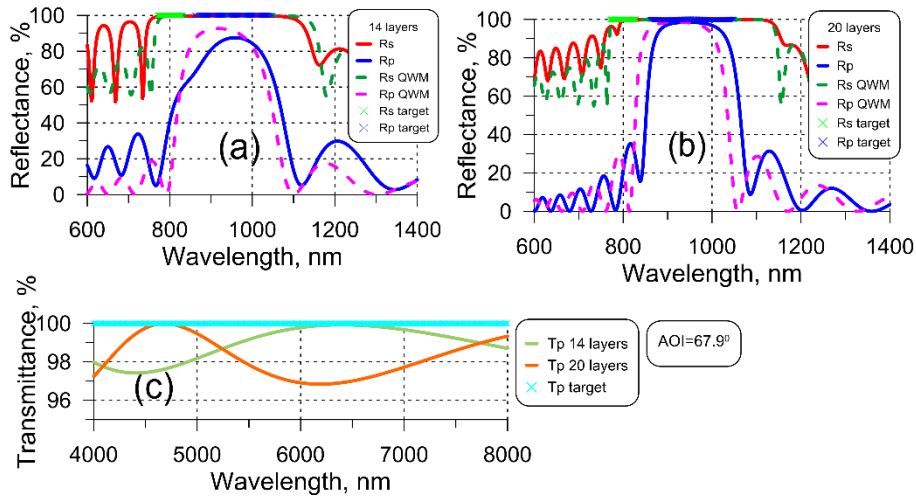 Reflectance, %
100
80
60
40
20
0
600 800 1000 1200 1400
Wavelength, nm
(a)
14 layers
Rs
Rp
Rs QWM
Rp QWM
Rs target
Rp target
Reflectance, %
100
80
60
40
20
0
600 800 1000 1200 1400
Wavelength, nm
(b)
20 layers
Rs
Rp
Rs QWM
Rp QWM
Rs target
Rp target
Transmittance, %
100
98
96
4000 5000 6000 7000 8000
Wavelength, nm
(c)
Tp 14 layers
Tp 20 layers
Tp target
AOI=67.9⁰